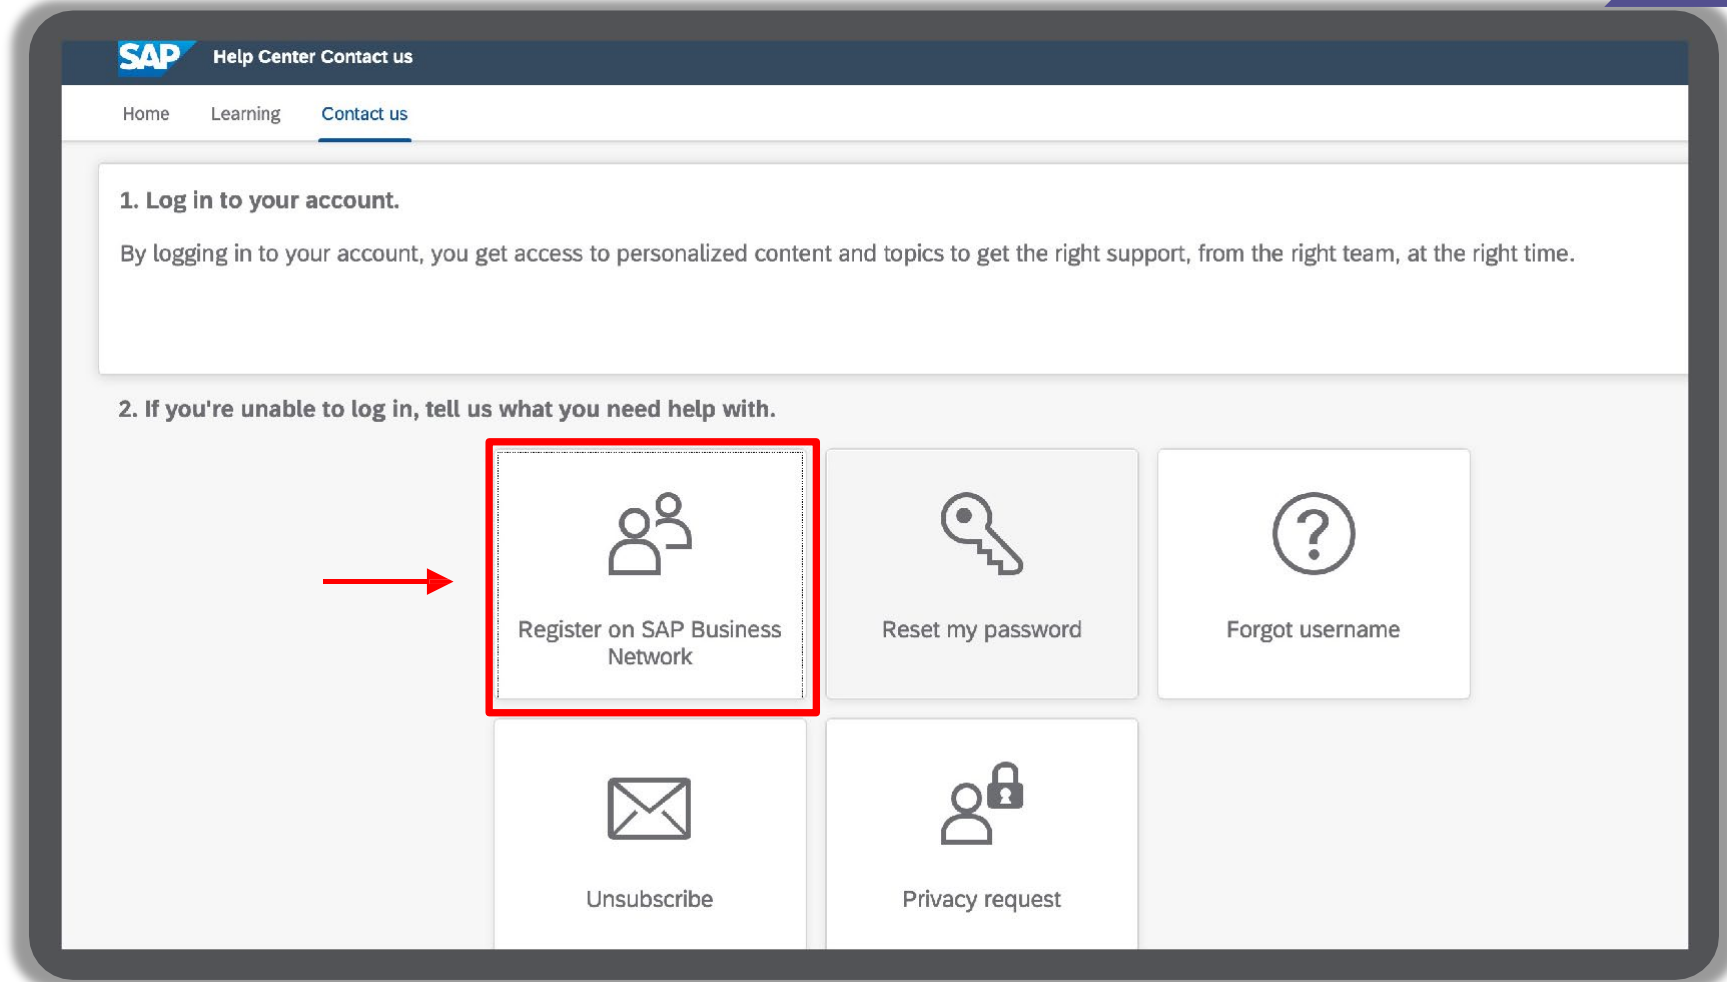 SAP Help Center Contact us
Home Learning Contact us
1. Log in to your account.
By logging in to your account, you get access to personalized content and topics to get the right support, from the right team, at the right time.
2. If you're unable to log in, tell us what you need help with.
Register on SAP Business
Network
Reset my password
Forgot username
Unsubscribe
Privacy request